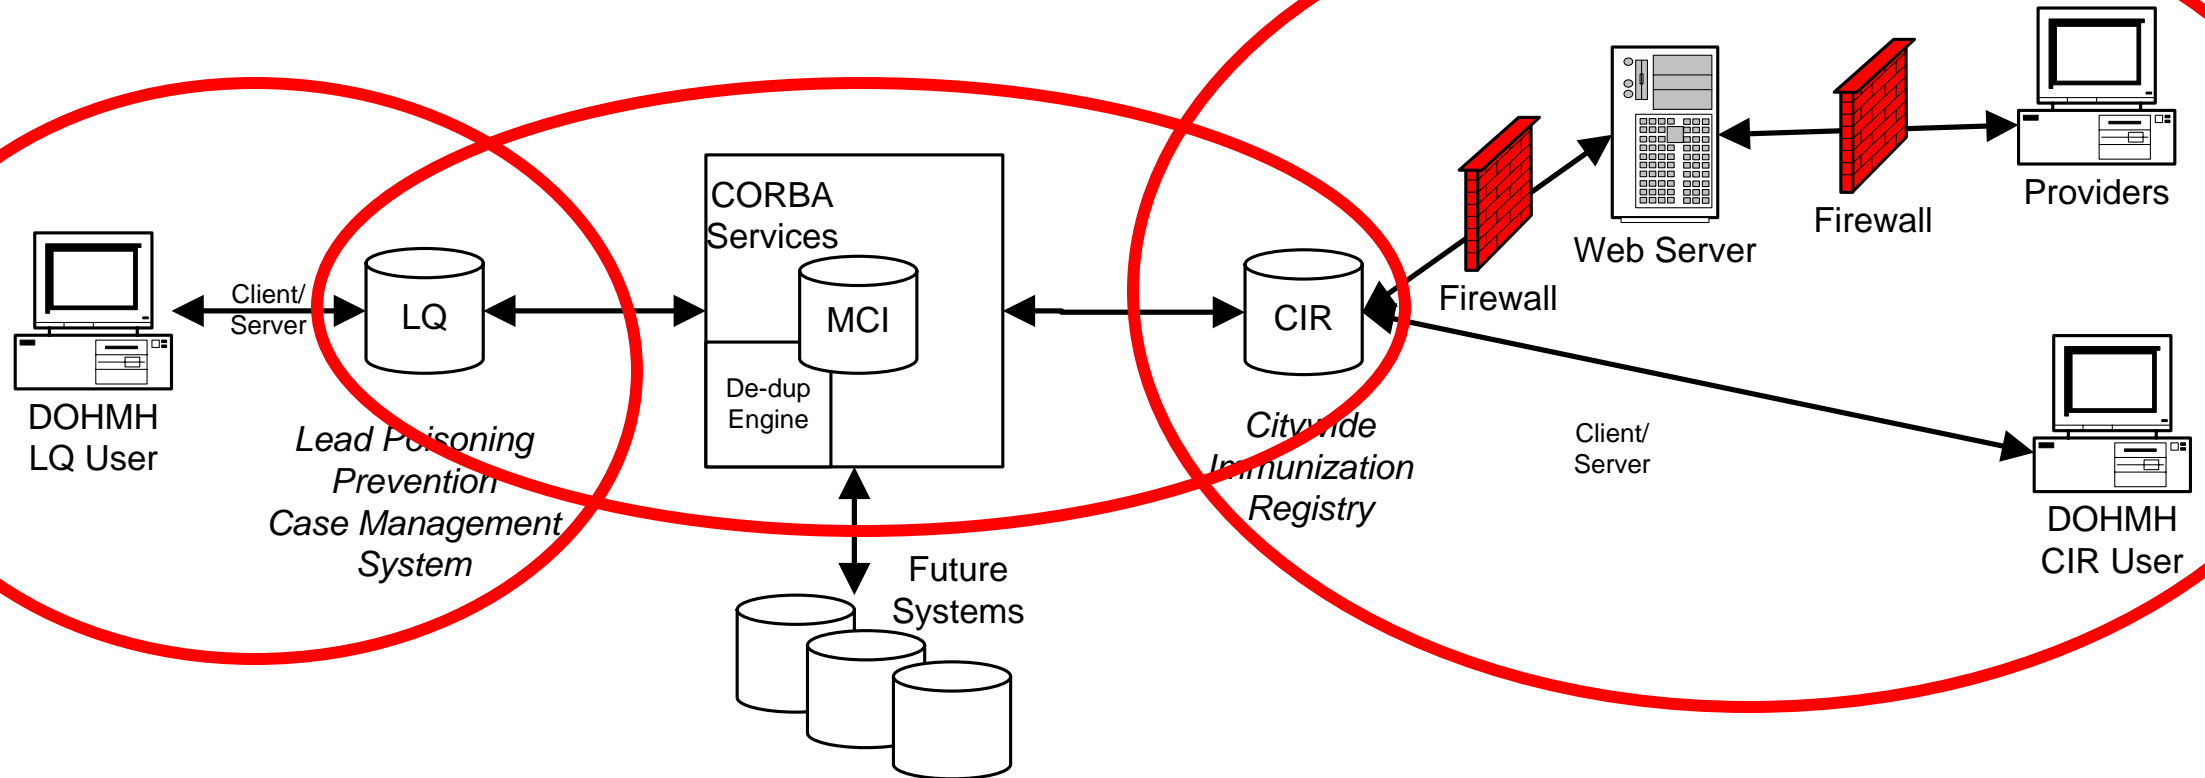 DOHMH
LQ User
Client/
Server
LQ
Lead Poisoning
Prevention
Case Management
System
CORBA
Services
MCI
De-dup
Engine
Future
Systems
CIR
Citywide
Immunization
Registry
Firewall
Web Server
Firewall
Providers
Client/
Server
DOHMH
CIR User